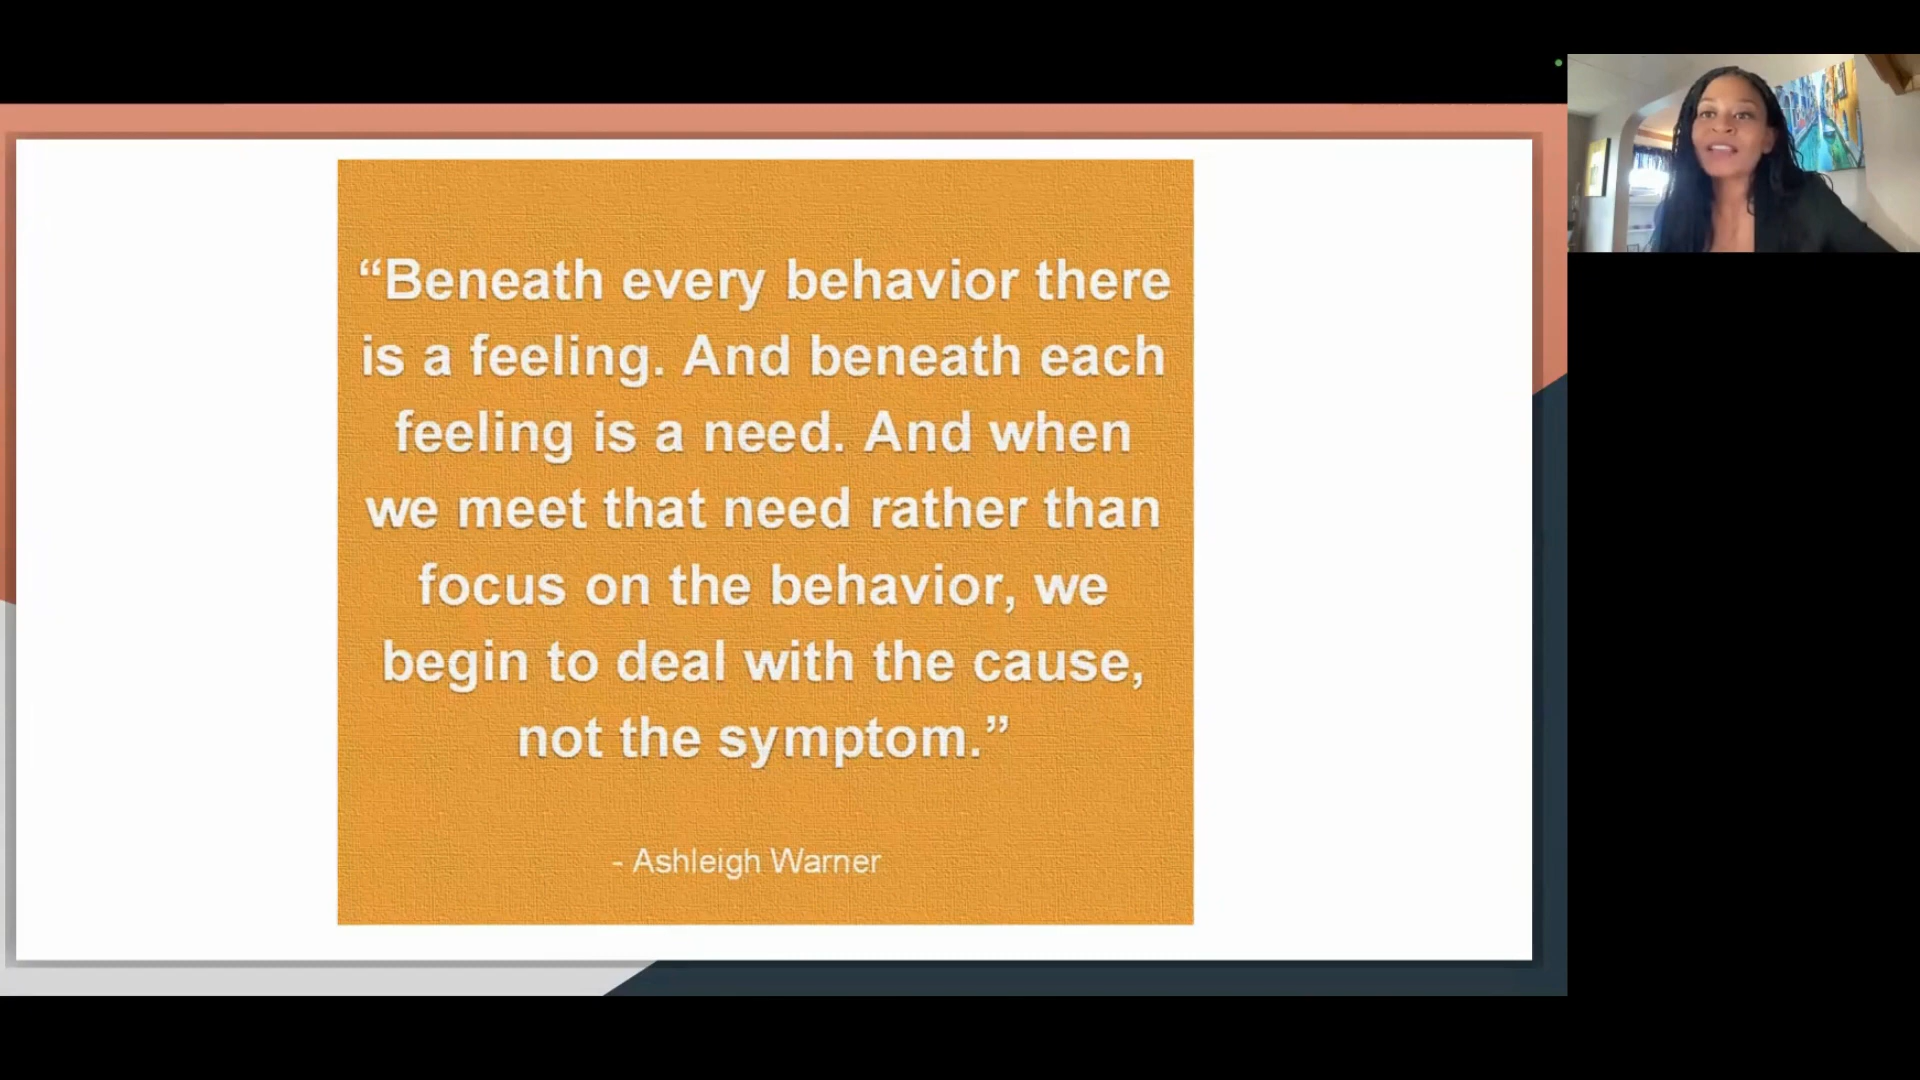 “Beneath every behavior there
is a feeling. And beneath each
feeling is a need. And when
we meet that need rather than
focus on the behavior, we
begin to deal with the cause,
not the symptom.”
- Ashleigh Warner